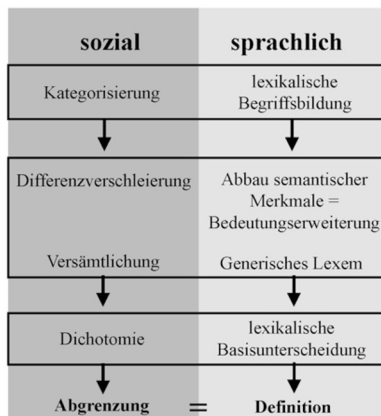 sozial sprachlich
Kategorisierung lexikalische
Begriffsbildung
Differenzverschleierung Abbau semantischer
Merkmale =
Bedeutungserweiterung
Versämtlichung Generisches Lexem
Dichotomie lexikalische
Basisunterscheidung
Abgrenzung = Definition